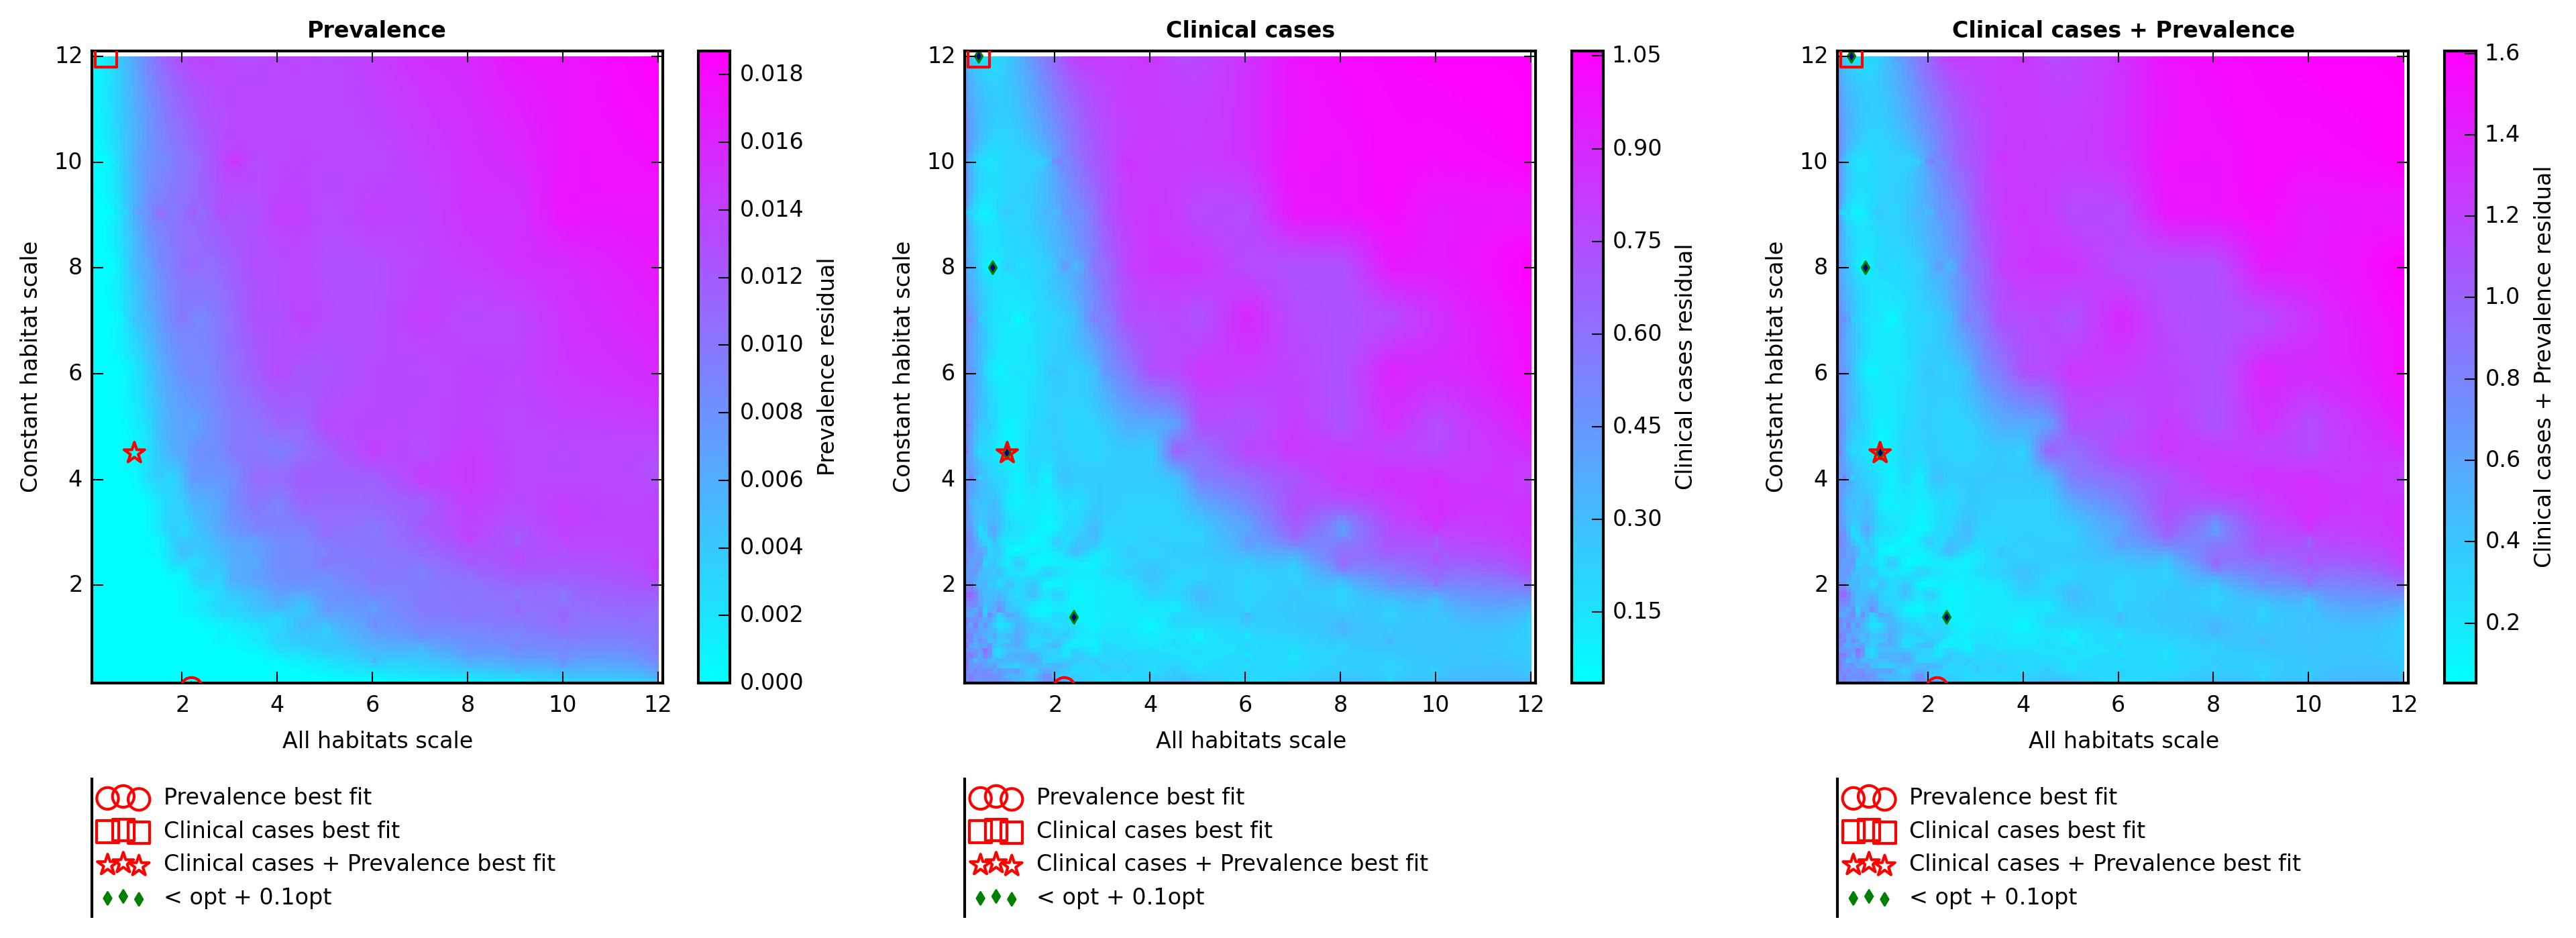 Prevalence
12
10
8
6
4
2
Constant habitat scale
2 4 6 8 10 12
All habitats scale
0.018
0.016
0.014
0.012
0.010
0.008
0.006
0.004
0.002
0.000
Prevalence residual
Prevalence best fit
Clinical cases best fit
Clinical cases + Prevalence best fit
< opt + 0.1opt
Clinical cases
12
10
8
6
4
2
Constant habitat scale
2 4 6 8 10 12
All habitats scale
1.05
0.90
0.75
0.60
0.45
0.30
0.15
Clinical cases residual
Prevalence best fit
Clinical cases best fit
Clinical cases + Prevalence best fit
< opt + 0.1opt
Clinical cases + Prevalence
12
10
8
6
4
2
Constant habitat scale
2 4 6 8 10 12
All habitats scale
1.6
1.4
1.2
1.0
0.8
0.6
0.4
0.2
Clinical cases + Prevalence residual
Prevalence best fit
Clinical cases best fit
Clinical cases + Prevalence best fit
< opt + 0.1opt